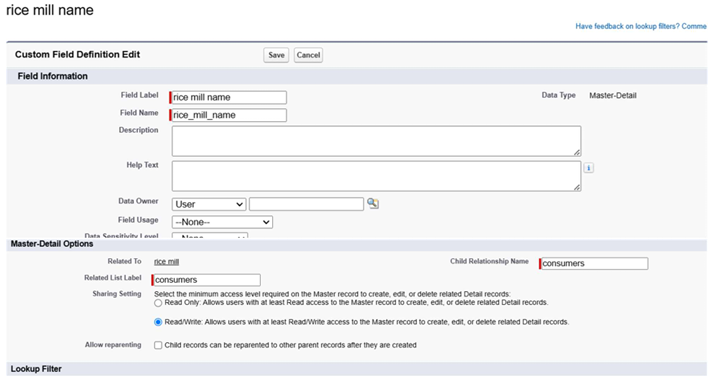 rice mill name
Have feedback on lookup filters? Comme
Custom Field Definition Edit Save Cancel
Field Information
Field Label rice mill name Data Type Master-Detail
Field Name rice_mill_name
Description
Help Text i
Data Owner User
Field Usage --None--
Data Sensitivity Level --None--
Master-Detail Options
Related To rice mill Child Relationship Name consumers
Related List Label consumers
Sharing Setting Select the minimum access level required on the Master record to create, edit, or delete related Detail records:
Read Only: Allows users with at least Read access to the Master record to create, edit, or delete related Detail records.
Read/Write: Allows users with at least Read/Write access to the Master record to create, edit, or delete related Detail records.
Allow reparenting Child records can be reparented to other parent records after they are created
Lookup Filter